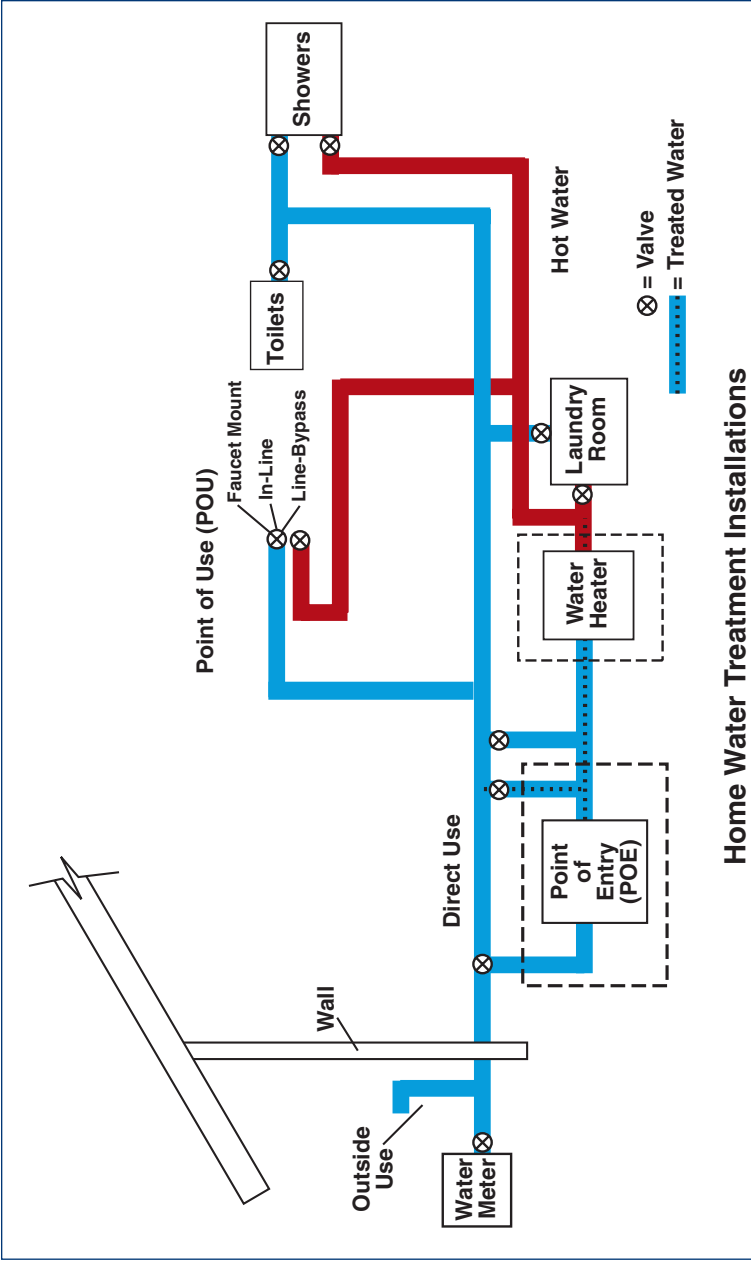 Showers
Toilets
Point of Use (POU)
Faucet Mount
In-Line
Line-Bypass
Hot Water
Wall
Direct Use
Outside
Use
Water
Meter
Point
of
Entry
(POE)
Water
Heater
Laundry
Room
= Valve
= Treated Water
Home Water Treatment Installations